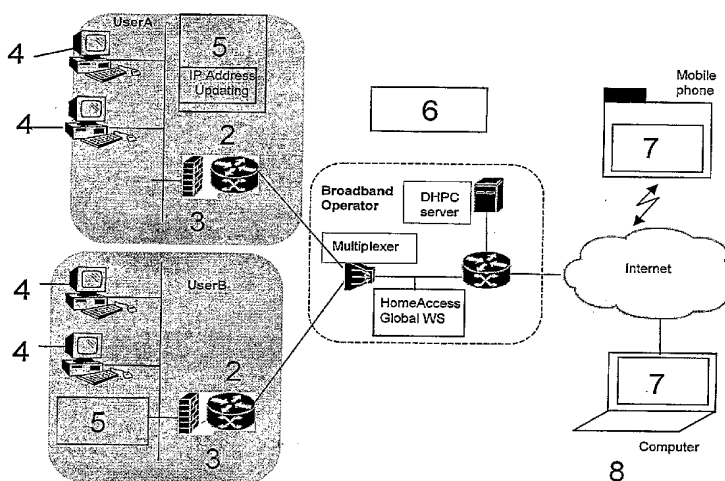 UserA
4
5
IP Address
Updating
4
2
3
6
Mobile
phone
7
Broadband
Operator
DHPC
server
Multiplexer
HomeAccess
Global WS
Internet
4
UserB
4
2
5
3
7
Computer
8